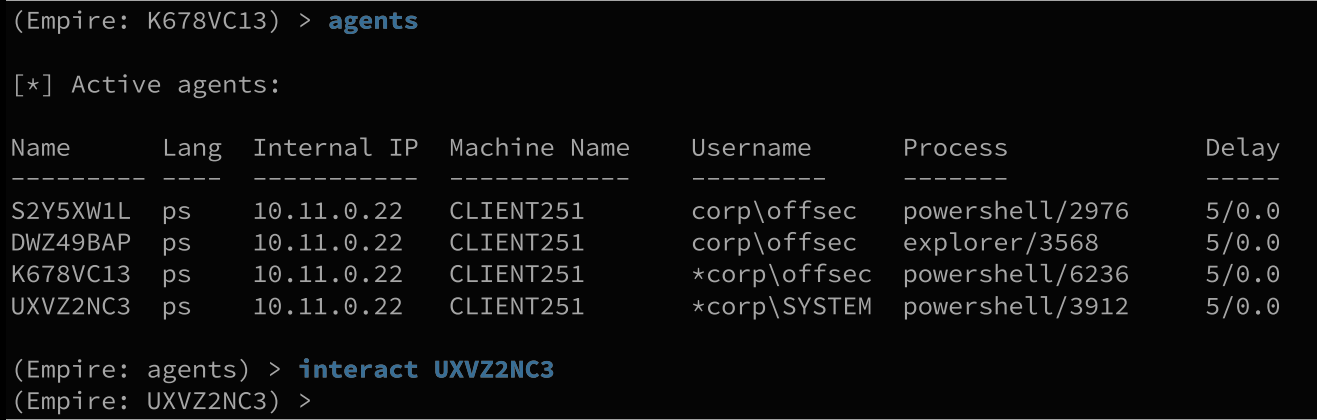 (Empire: K678VC13) > agents
[*] Active agents:
Name Lang Internal IP Machine Name Username Process Delay
--------- ---- ----------- ------------ --------- ------- -----
S2Y5XW1L ps 10.11.0.22 CLIENT251 corp\offsec powershell/2976 5/0.0
DWZ49BAP ps 10.11.0.22 CLIENT251 corp\offsec explorer/3568 5/0.0
K678VC13 ps 10.11.0.22 CLIENT251 *corp\offsec powershell/6236 5/0.0
UXVZ2NC3 ps 10.11.0.22 CLIENT251 *corp\SYSTEM powershell/3912 5/0.0
(Empire: agents) > interact UXVZ2NC3
(Empire: UXVZ2NC3) >